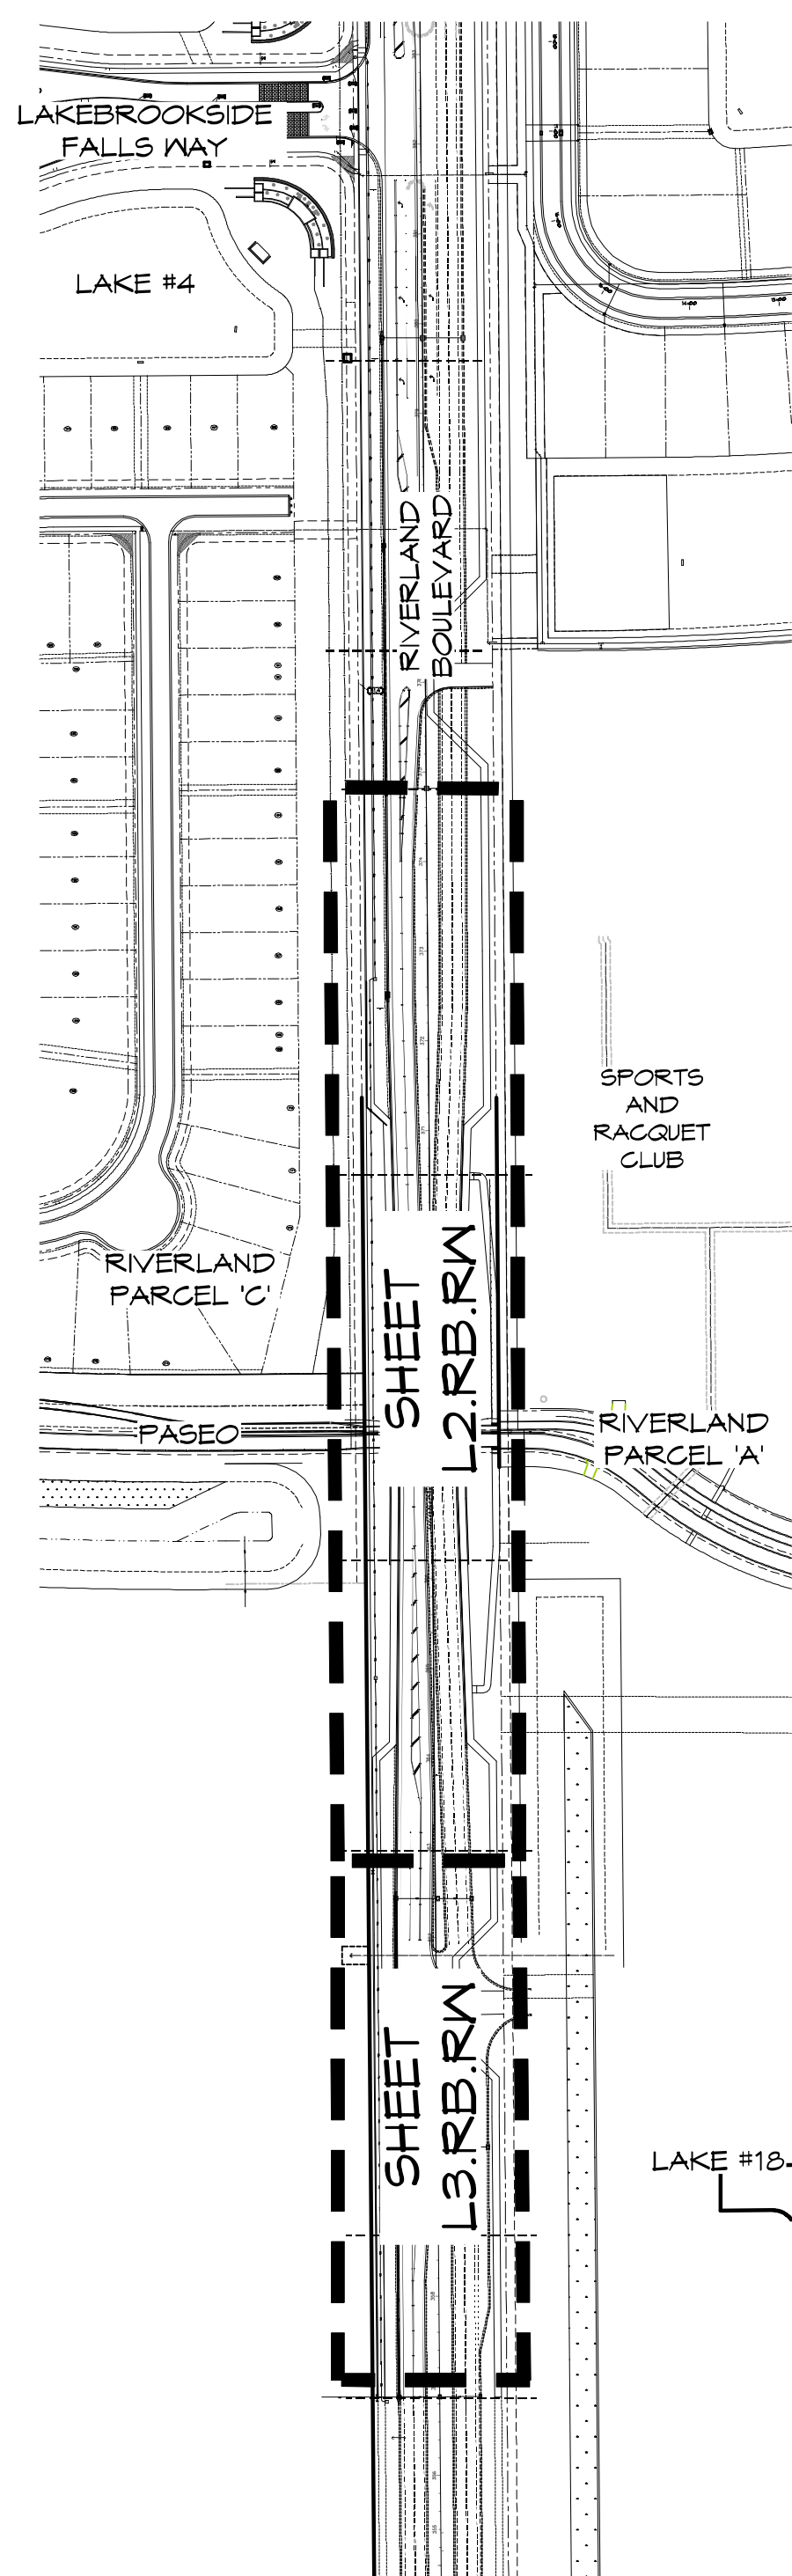 LAKEBROOKSIDE
FALLS WAY
LAKE #4
RIVERLAND
BOULEVARD
SPORTS
AND
RACQUET
CLUB
SHEET
L2.RB.RW
RIVERLAND
PARCEL 'C'
PASEO
RIVERLAND
PARCEL 'A'
SHEET
L3.RB.RW
LAKE #18